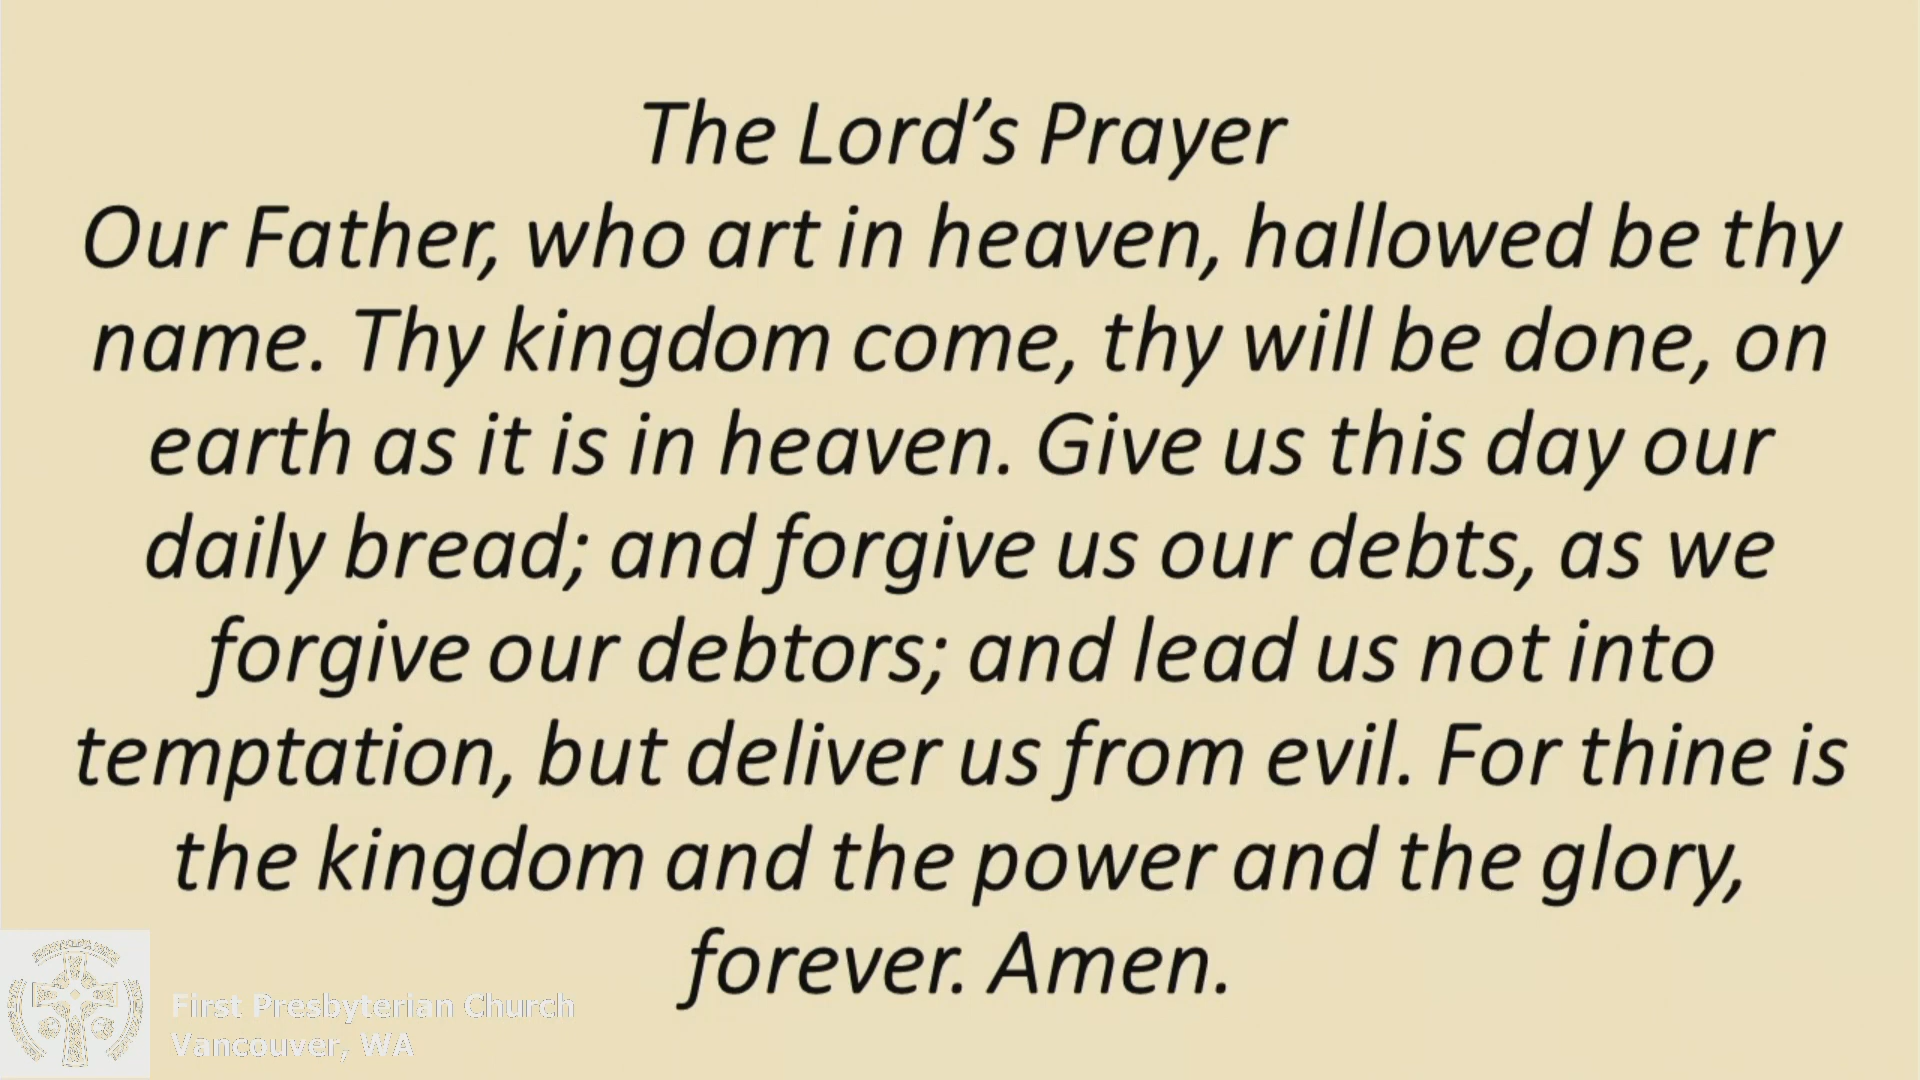 The Lord’s Prayer
Our Father, who art in heaven, hallowed be thy
name. Thy kingdom come, thy will be done, on
earth as it is in heaven. Give us this day our
daily bread; and forgive us our debts, as we
forgive our debtors; and lead us not into
temptation, but deliver us from evil. For thine is
the kingdom and the power and the glory,
forever. Amen.
First Presbyterian Church
Vancouver, WA